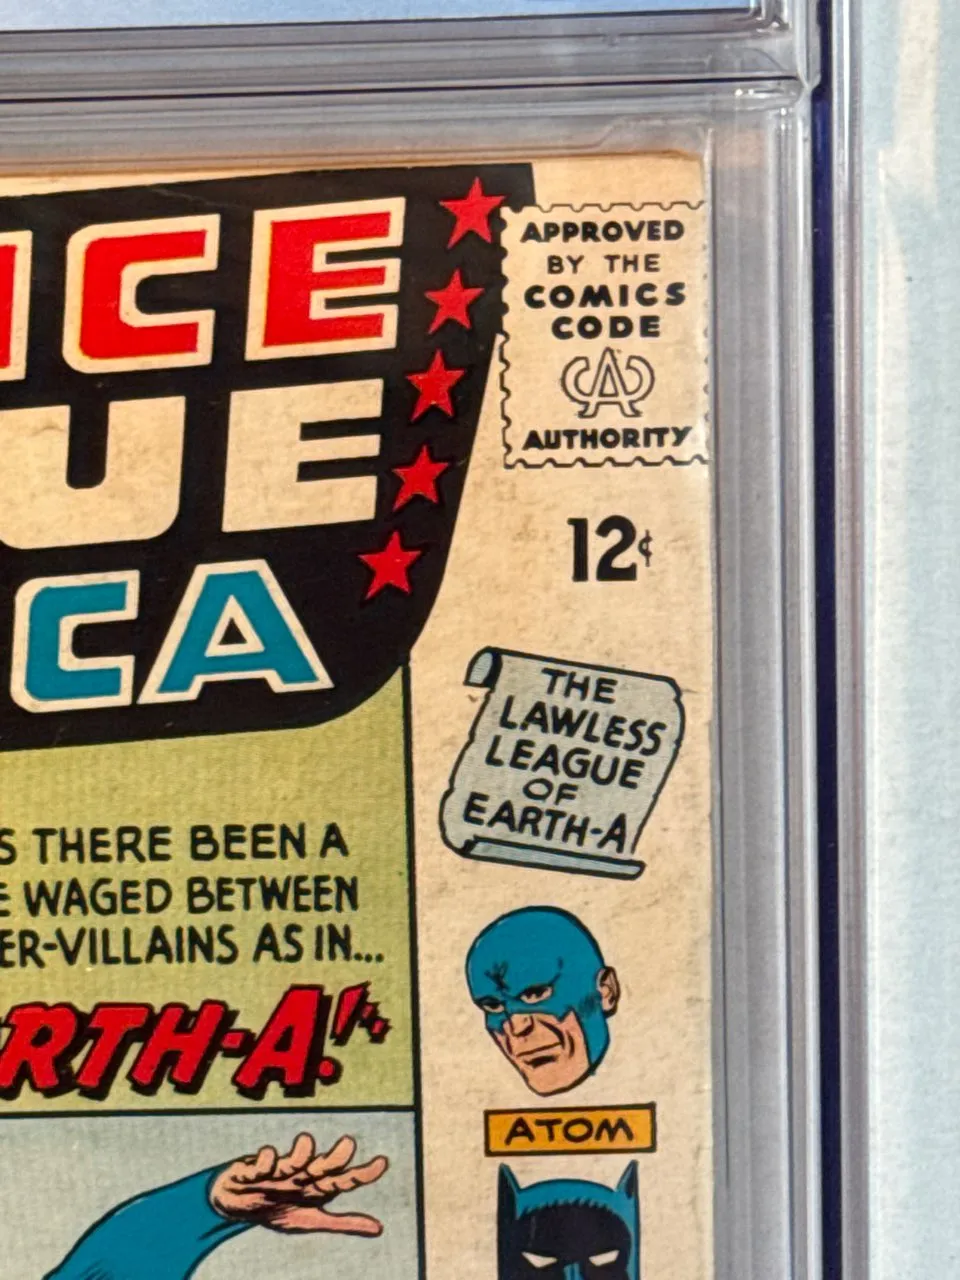 ICE
UE
CA
APPROVED
BY THE
COMICS
CODE
CA
AUTHORITY
12¢
THE
LAWLESS
LEAGUE
OF
EARTH-A
S THERE BEEN A
E WAGED BETWEEN
ER-VILLAINS AS IN...
RTH-A!
ATOM